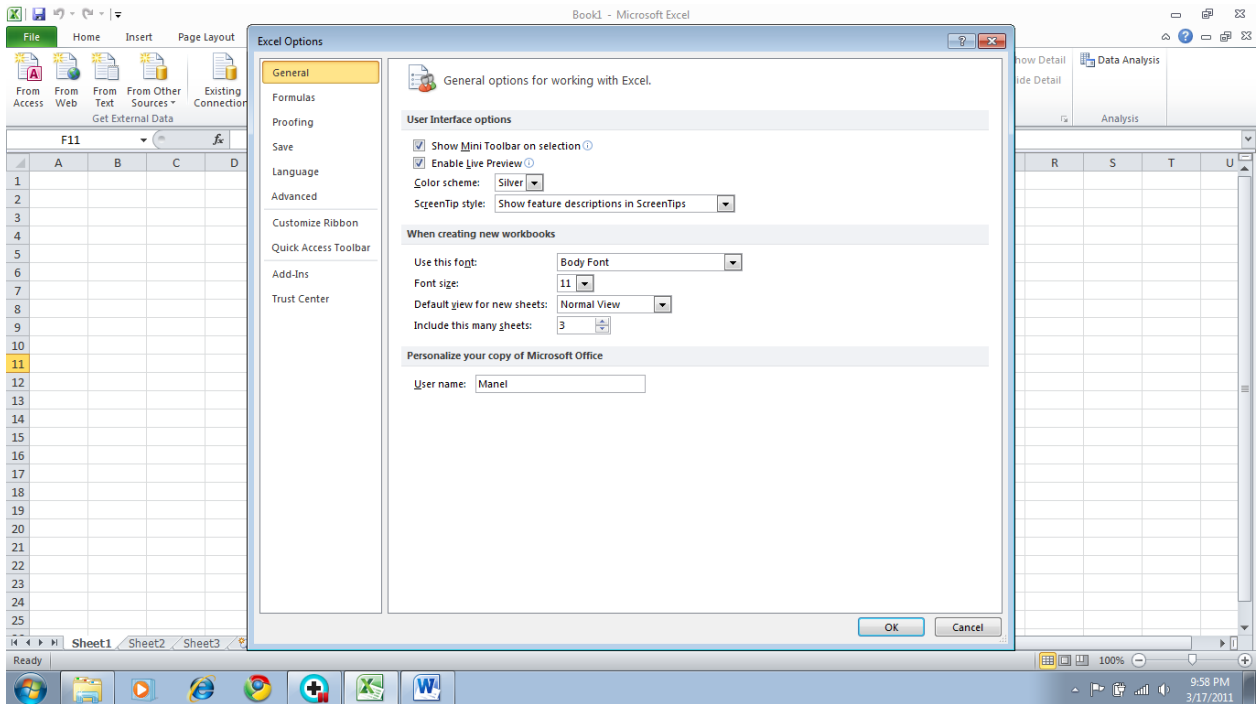 Book1 - Microsoft Excel
File Home Insert Page Layout
From Access
From Web
From Text
From Other Sources
Existing Connection
Get External Data
how Detail
ide Detail
Data Analysis
Analysis
F11 fx
A B C D R S T U
1
2
3
4
5
6
7
8
9
10
11
12
13
14
15
16
17
18
19
20
21
22
23
24
25
Excel Options
General
Formulas
Proofing
Save
Language
Advanced
Customize Ribbon
Quick Access Toolbar
Add-Ins
Trust Center
General options for working with Excel.
User Interface options
Show Mini Toolbar on selection
Enable Live Preview
Color scheme: Silver
ScreenTip style: Show feature descriptions in ScreenTips
When creating new workbooks
Use this font: Body Font
Font size: 11
Default view for new sheets: Normal View
Include this many sheets: 3
Personalize your copy of Microsoft Office
User name: Manel
OK Cancel
Sheet1 Sheet2 Sheet3
Ready 100%
9:58 PM
3/17/2011